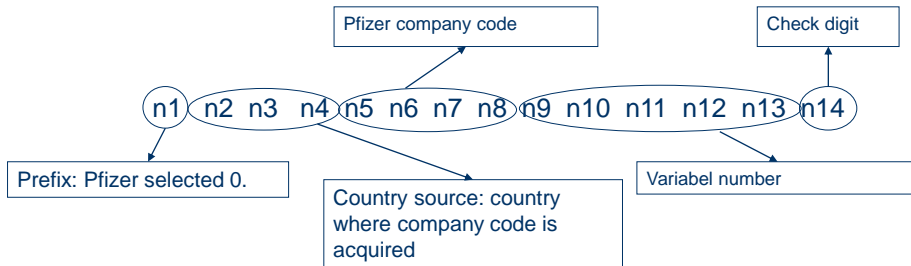 Pfizer company code
Check digit
n1 n2 n3 n4 n5 n6 n7 n8 n9 n10 n11 n12 n13 n14
Prefix: Pfizer selected 0.
Country source: country
where company code is
acquired
Variabel number